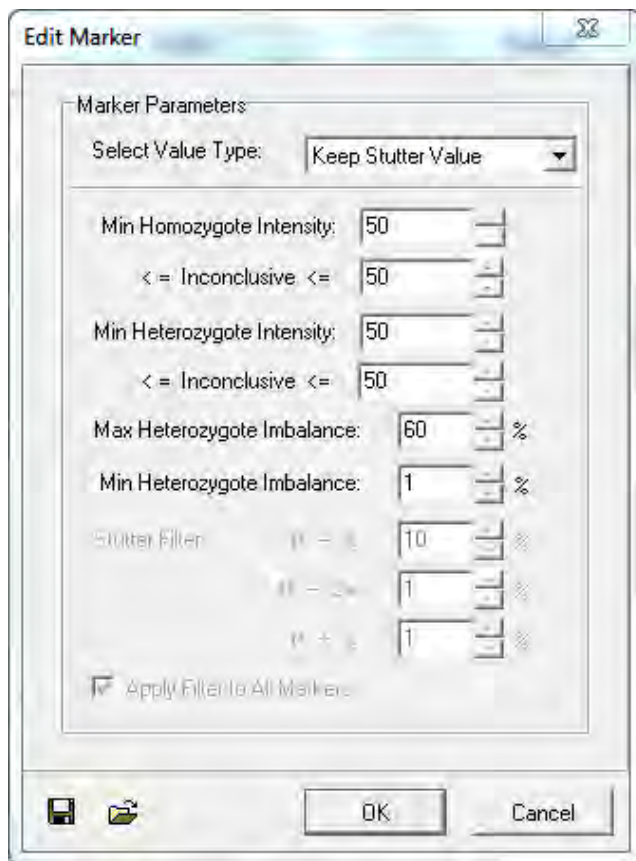 Edit Marker
Marker Parameters
Select Value Type: Keep Stutter Value
Min Homozygote Intensity: 50
< = Inconclusive <= 50
Min Heterozygote Intensity: 50
< = Inconclusive <= 50
Max Heterozygote Imbalance: 60 %
Min Heterozygote Imbalance: 1 %
Stutter Filter 10 %
1 %
1 %
Apply Filter to All Markers
OK Cancel